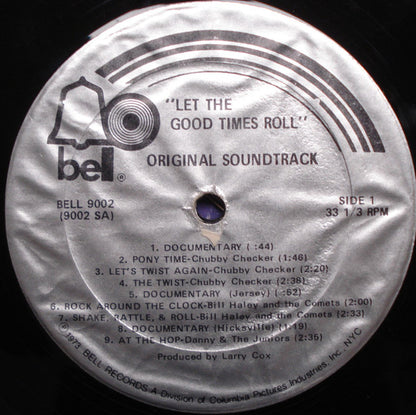 "LET THE
GOOD TIMES ROLL"
bell®
ORIGINAL SOUNDTRACK
BELL 9002
(9002 SA)
SIDE 1
33 1/3 RPM
1. DOCUMENTARY ( :44)
2. PONY TIME-Chubby Checker (1:46)
3. LET'S TWIST AGAIN-Chubby Checker (2:20)
4. THE TWIST-Chubby Checker (2:38)
5. DOCUMENTARY (Jersey) (:52)
6. ROCK AROUND THE CLOCK-Bill Haley and the Comets (2:00)
7. SHAKE, RATTLE, & ROLL-Bill Haley and the Comets (2:33)
8. DOCUMENTARY (Hicksville) (1:19)
9. AT THE HOP-Danny & The Juniors (2:35)
Produced by Larry Cox
℗1973 BELL RECORDS A Division of Columbia Pictures Industries, Inc. NYC